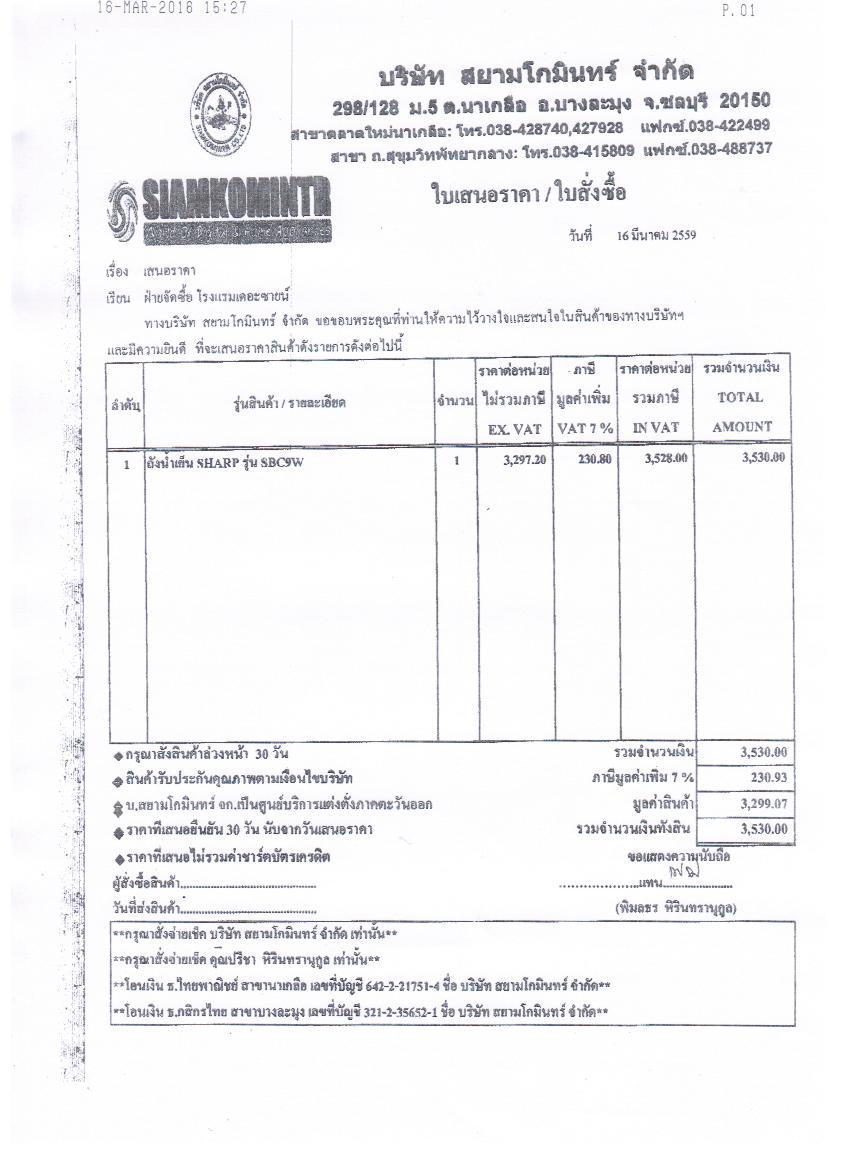 16-MAR-2016 15:27 P.01
บริษัท สยามโกมินทร์ จำกัด
298/128 ม.5 ต.นาเกลือ อ.บางละมุง จ.ชลบุรี 20150
สาขาตลาดใหม่นาเกลือ: โทร.038-428740,427928 แฟกซ์.038-422499
สาขา ถ.สุขุมวิทพัทยากลาง: โทร.038-415809 แฟกซ์.038-488737
SIAMKOMINTR
ใบเสนอราคา / ใบสั่งซื้อ
วันที่ 16 มีนาคม 2559
เรื่อง เสนอราคา
เรียน ฝ่ายจัดซื้อ โรงแรมเดอะซายน์
ทางบริษัท สยามโกมินทร์ จำกัด ขอขอบพระคุณที่ท่านให้ความไว้วางใจและสนใจในสินค้าของทางบริษัทฯ
และมีความยินดี ที่จะเสนอราคาสินค้าดังรายการดังต่อไปนี้
ราคาต่อหน่วย ภาษี ราคาต่อหน่วย รวมจำนวนเงิน
ลำดับ รุ่นสินค้า / รายละเอียด จำนวน ไม่รวมภาษี มูลค่าเพิ่ม รวมภาษี TOTAL
EX. VAT VAT 7 % IN VAT AMOUNT
1 ถังน้ำเย็น SHARP รุ่น SBC9W 1 3,297.20 230.80 3,528.00 3,530.00
กรุณาสั่งสินค้าล่วงหน้า 30 วัน รวมจำนวนเงิน 3,530.00
สินค้ารับประกันคุณภาพตามเงื่อนไขบริษัท ภาษีมูลค่าเพิ่ม 7 % 230.93
บ.สยามโกมินทร์ จก.เป็นศูนย์บริการแต่งตั้งภาคตะวันออก มูลค่าสินค้า 3,299.07
ราคาที่เสนอยืนยัน 30 วัน นับจากวันเสนอราคา รวมจำนวนเงินทั้งสิ้น 3,530.00
ราคาที่เสนอไม่รวมค่าชาร์ตบัตรเครดิต ขอแสดงความนับถือ
ผู้สั่งซื้อสินค้า........................................ ....................แทน.....................
วันที่ส่งสินค้า........................................ (พิมลธร หิรินทรานุกูล)
**กรุณาสั่งจ่ายเช็ค บริษัท สยามโกมินทร์ จำกัด เท่านั้น**
**กรุณาสั่งจ่ายเช็ค คุณปรีชา หิรินทรานุกูล เท่านั้น**
**โอนเงิน ธ.ไทยพาณิชย์ สาขานาเกลือ เลขที่บัญชี 642-2-21751-4 ชื่อ บริษัท สยามโกมินทร์ จำกัด**
**โอนเงิน ธ.กสิกรไทย สาขาบางละมุง เลขที่บัญชี 321-2-35652-1 ชื่อ บริษัท สยามโกมินทร์ จำกัด**